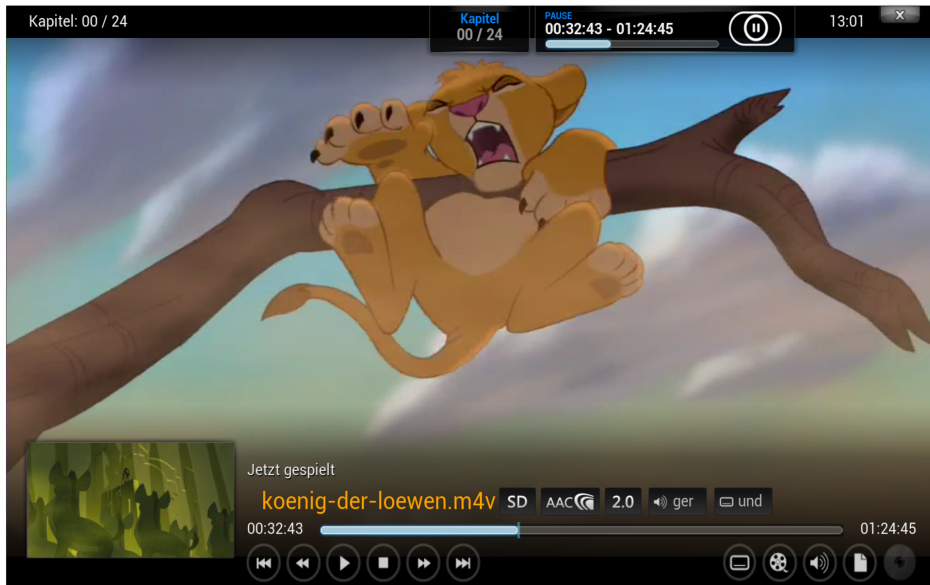 Kapitel: 00 / 24
Kapitel
00 / 24
PAUSE
00:32:43 - 01:24:45
13:01
X
Jetzt gespielt
koenig-der-loewen.m4v SD AAC 2.0 ger und
00:32:43 01:24:45